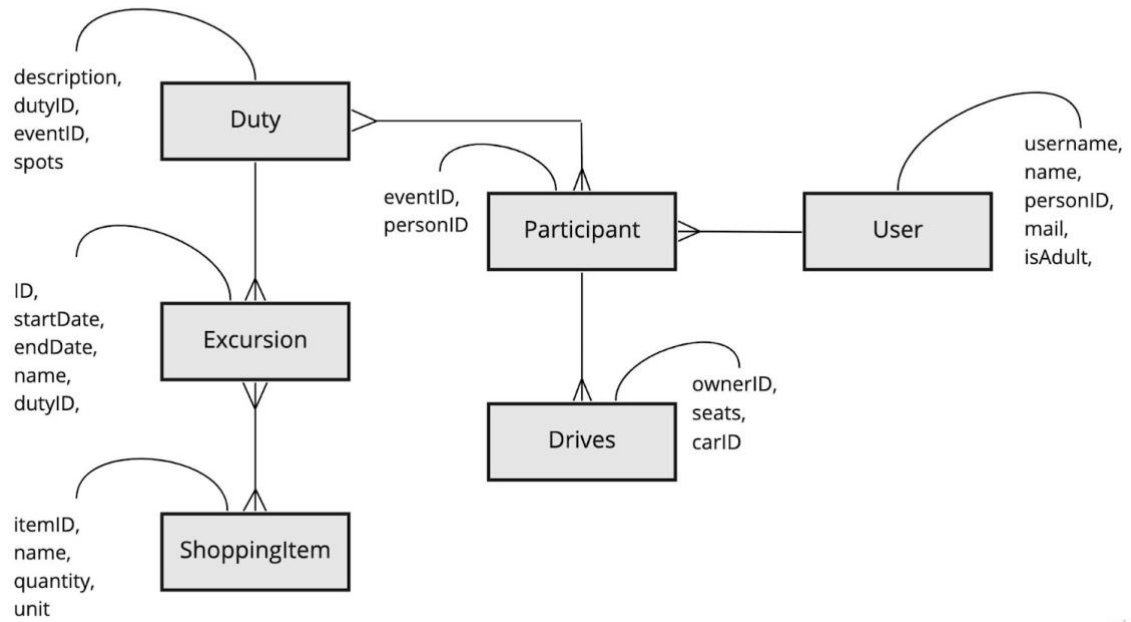 description,
dutyID,
eventID,
spots
Duty
eventID,
personID
Participant
User
username,
name,
personID,
mail,
isAdult,
ID,
startDate,
endDate,
name,
dutyID,
Excursion
Drives
ownerID,
seats,
carID
itemID,
name,
quantity,
unit
ShoppingItem